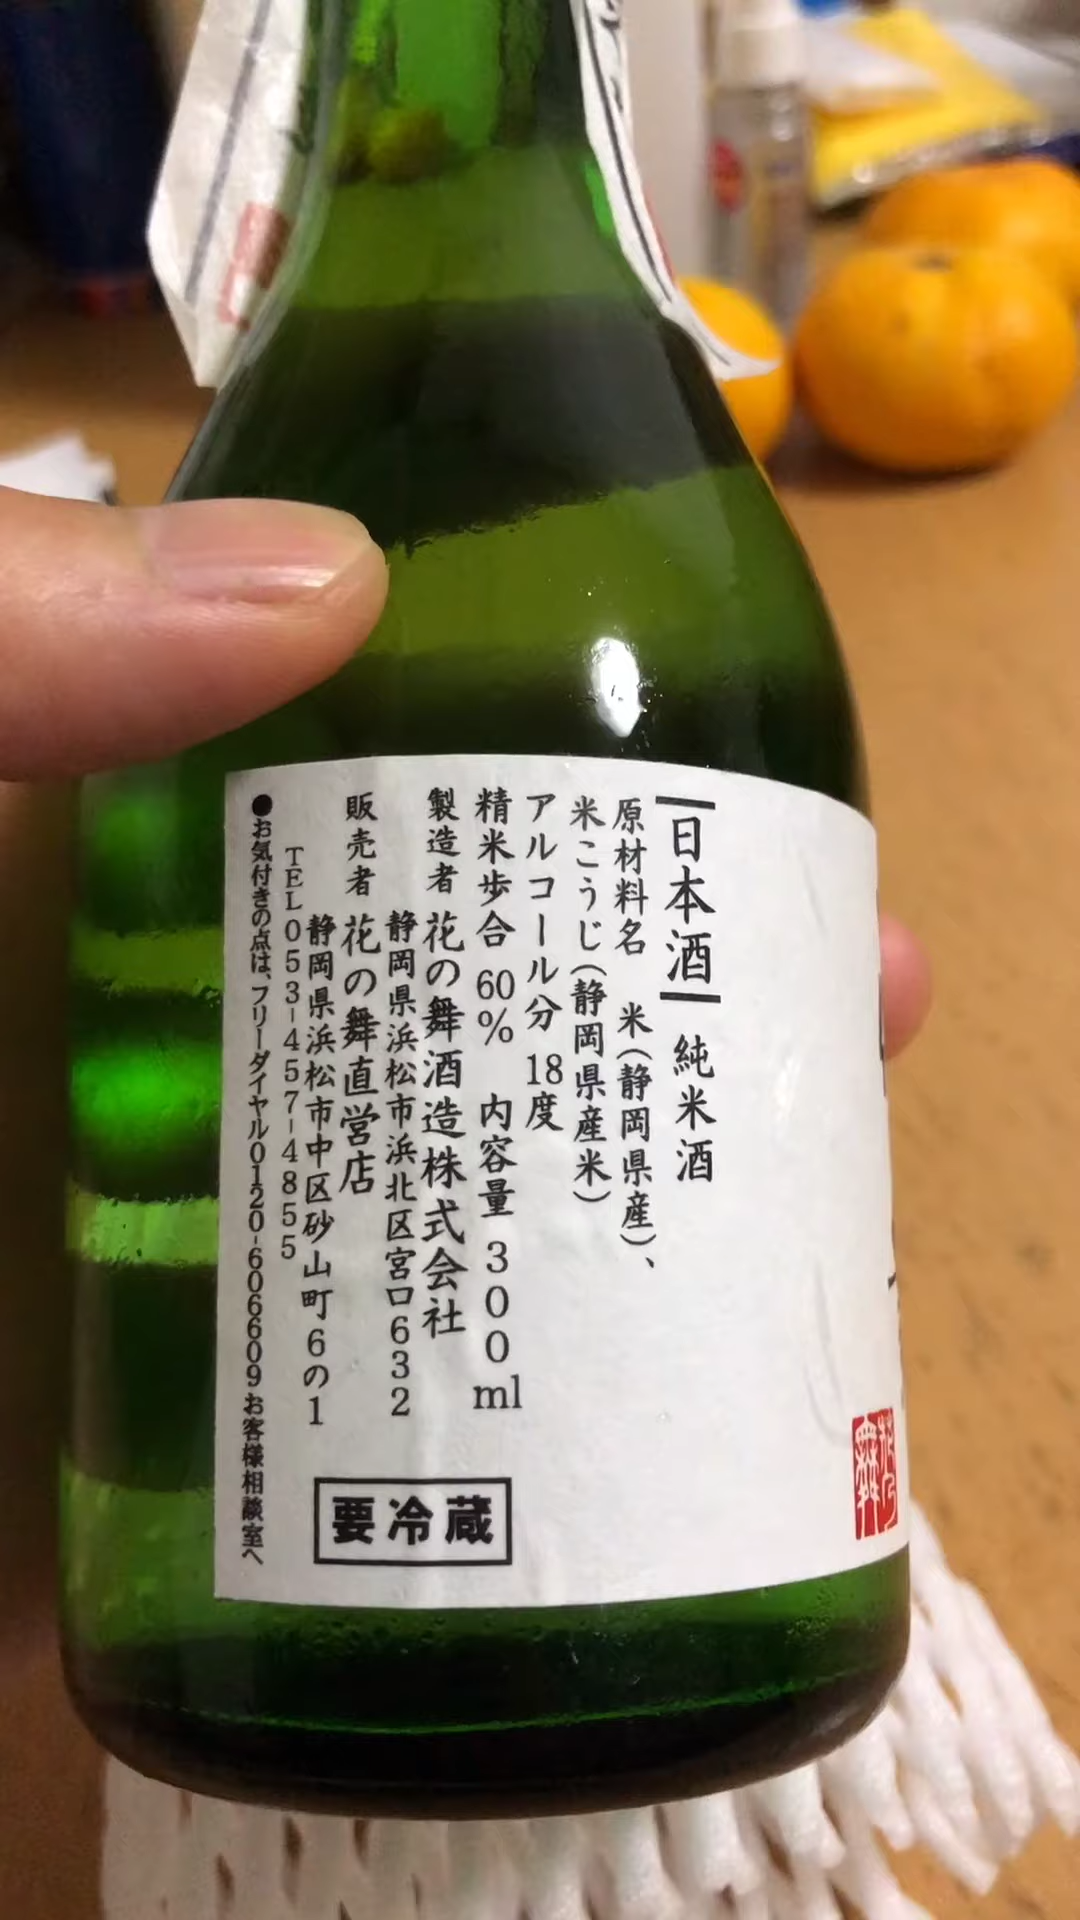 日本酒 純米酒
原材料名 米(静岡県産)、
米こうじ(静岡県産米)
アルコール分 18度
精米歩合 60% 内容量 300ml
製造者 花の舞酒造株式会社
静岡県浜松市浜北区宮口632
販売者 花の舞直営店
静岡県浜松市中区砂山町6の1
TEL053-457-4855
●お気付きの点は、フリーダイヤル0120-606609お客様相談室へ
要冷蔵
花の舞